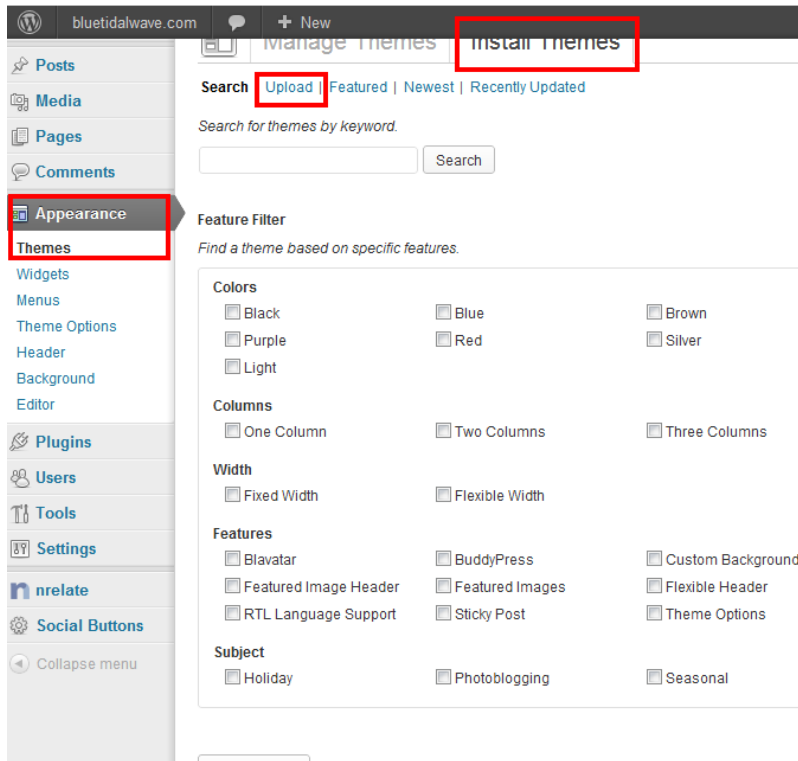 bluetidalwave.com + New
Manage Themes Install Themes
Search | Upload | Featured | Newest | Recently Updated
Search for themes by keyword.
Search
Feature Filter
Find a theme based on specific features.
Colors
Black Blue Brown
Purple Red Silver
Light
Columns
One Column Two Columns Three Columns
Width
Fixed Width Flexible Width
Features
Blavatar BuddyPress Custom Background
Featured Image Header Featured Images Flexible Header
RTL Language Support Sticky Post Theme Options
Subject
Holiday Photoblogging Seasonal
Posts
Media
Pages
Comments
Appearance
Themes
Widgets
Menus
Theme Options
Header
Background
Editor
Plugins
Users
Tools
Settings
nrelate
Social Buttons
Collapse menu